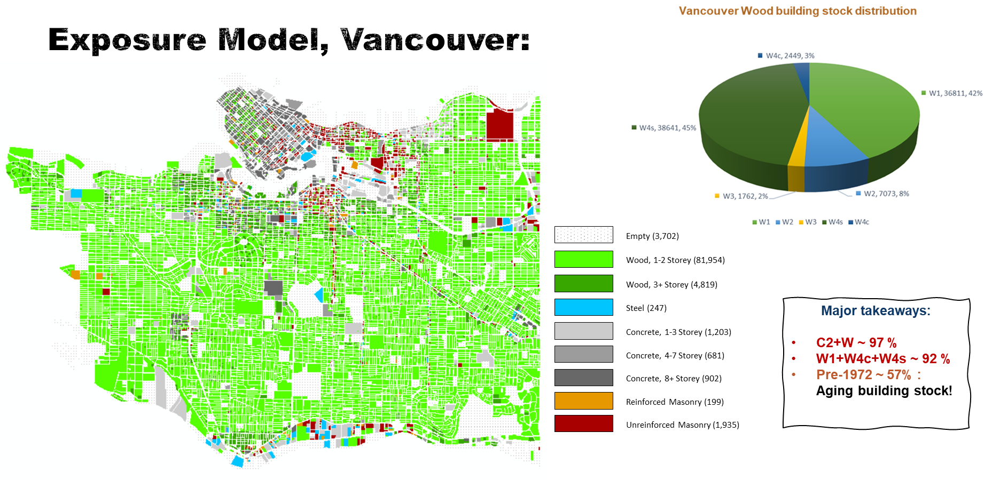 Exposure Model, Vancouver:
Vancouver Wood building stock distribution
W4c, 2449, 3%
W1, 36811, 42%
W4s, 38641, 45%
W3, 1762, 2%
W2, 7073, 8%
W1 W2 W3 W4s W4c
Empty (3,702)
Wood, 1-2 Storey (81,954)
Wood, 3+ Storey (4,819)
Steel (247)
Concrete, 1-3 Storey (1,203)
Concrete, 4-7 Storey (681)
Concrete, 8+ Storey (902)
Reinforced Masonry (199)
Unreinforced Masonry (1,935)
Major takeaways:
• C2+W ~ 97 %
• W1+W4c+W4s ~ 92 %
• Pre-1972 ~ 57% :
Aging building stock!